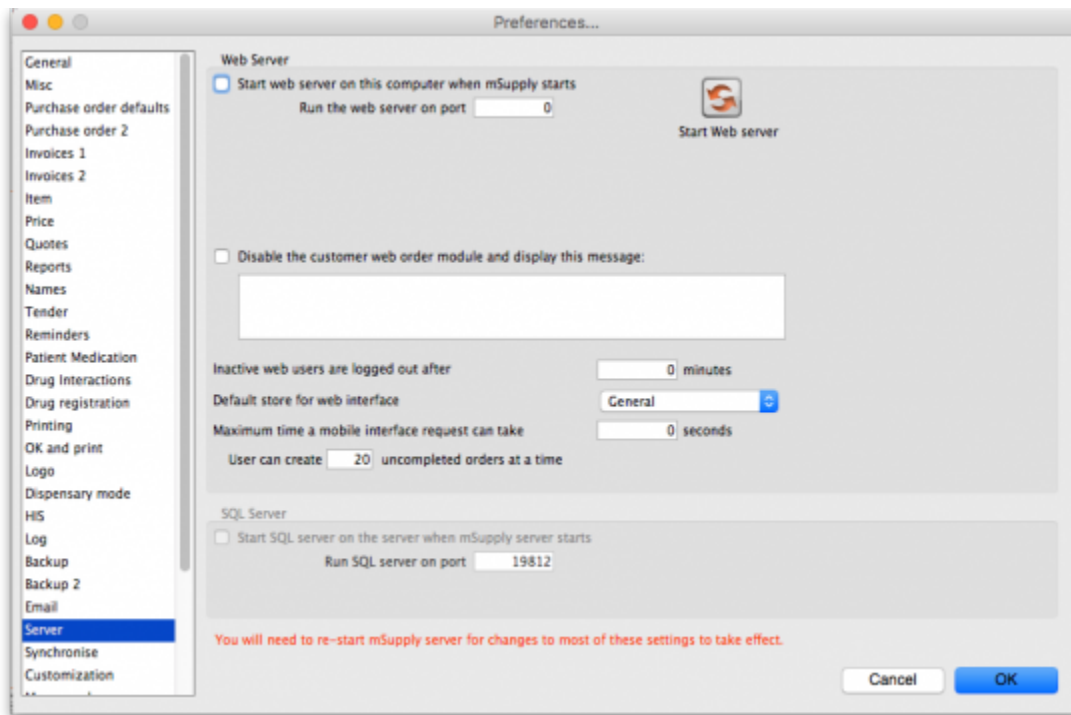 Preferences...
General
Misc
Purchase order defaults
Purchase order 2
Invoices 1
Invoices 2
Item
Price
Quotes
Reports
Names
Tender
Reminders
Patient Medication
Drug Interactions
Drug registration
Printing
OK and print
Logo
Dispensary mode
HIS
Log
Backup
Backup 2
Email
Server
Synchronise
Customization
Web Server
Start web server on this computer when mSupply starts
Run the web server on port 0
Start Web server
Disable the customer web order module and display this message:
Inactive web users are logged out after 0 minutes
Default store for web interface General
Maximum time a mobile interface request can take 0 seconds
User can create 20 uncompleted orders at a time
SQL Server
Start SQL server on the server when mSupply server starts
Run SQL server on port 19812
You will need to re-start mSupply server for changes to most of these settings to take effect.
Cancel OK